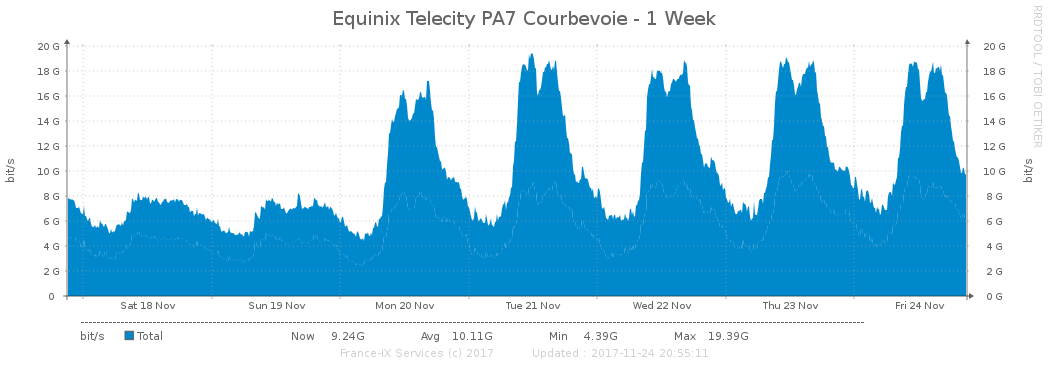 Equinix Telecity PA7 Courbevoie - 1 Week
RRDTOOL / TOBI OETIKER
bit/s
20 G
18 G
16 G
14 G
12 G
10 G
8 G
6 G
4 G
2 G
0
20 G
18 G
16 G
14 G
12 G
10 G
8 G
6 G
4 G
2 G
0 G
bit/s
Sat 18 Nov Sun 19 Nov Mon 20 Nov Tue 21 Nov Wed 22 Nov Thu 23 Nov Fri 24 Nov
bit/s Total Now 9.24G Avg 10.11G Min 4.39G Max 19.39G
France-IX Services (c) 2017 Updated : 2017-11-24 20:55:11